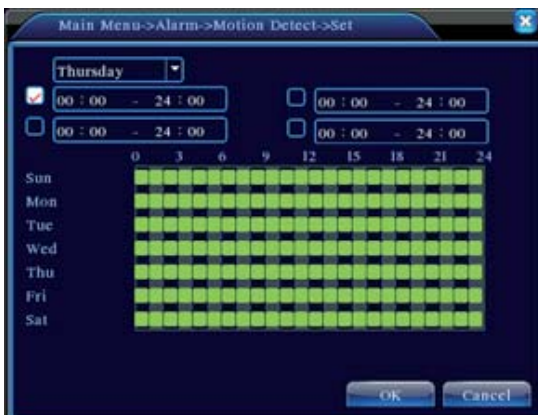 Main Menu->Alarm->Motion Detect->Set
Thursday
00 : 00 - 24 : 00 00 : 00 - 24 : 00
00 : 00 - 24 : 00 00 : 00 - 24 : 00
0 3 6 9 12 15 18 21 24
Sun
Mon
Tue
Wed
Thu
Fri
Sat
OK Cancel